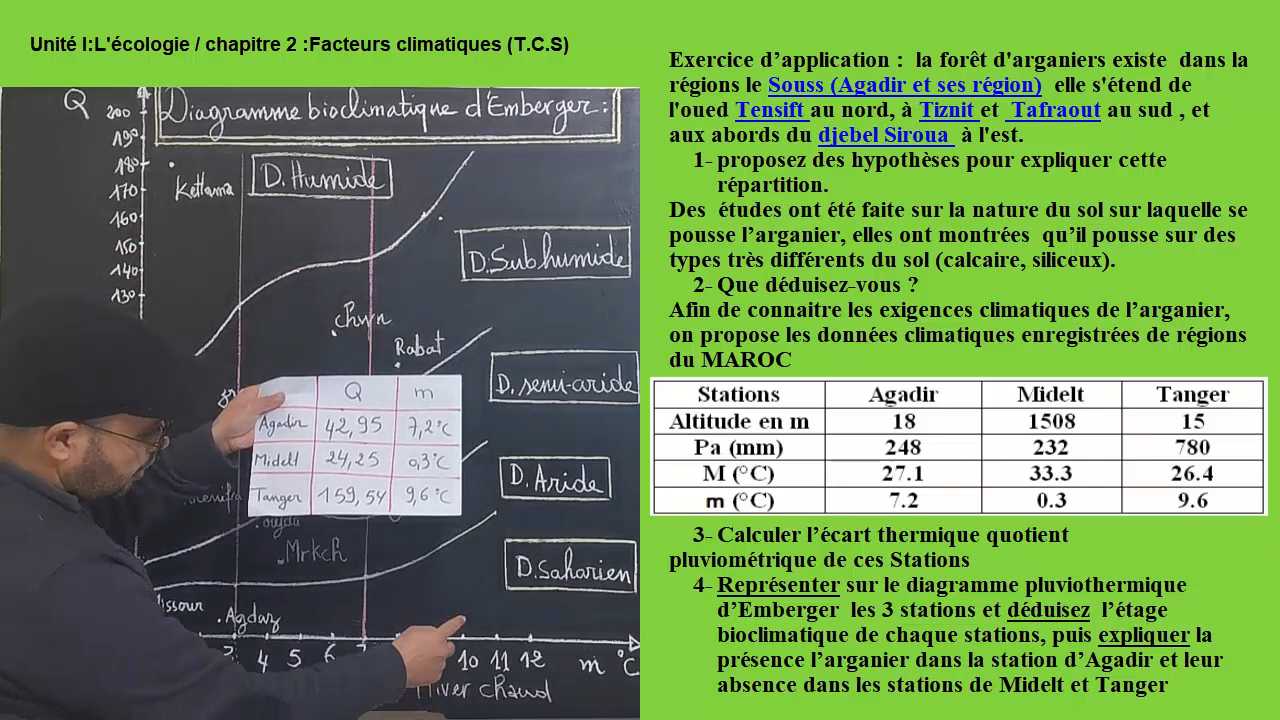 Unité I:L'écologie / chapitre 2 :Facteurs climatiques (T.C.S)
Q
Diagramme bioclimatique d'Emberger :
200
190
180
170
160
150
140
130
Kettama
D. Humide
D. Subhumide
chwn
Rabat
D. semi-aride
Q m
Agadir 42,95 7,2°C
Midelt 24,25 0,3°C
Tanger 159,54 9,6°C
D. Aride
oujda
Mrkch
D. Saharien
Agdaz
4 5 6 7 10 11 12 m °C
Hiver chaud
Exercice d’application : la forêt d'arganiers existe dans la
régions le Souss (Agadir et ses région) elle s'étend de
l'oued Tensift au nord, à Tiznit et Tafraout au sud , et
aux abords du djebel Siroua à l'est.
1- proposez des hypothèses pour expliquer cette
répartition.
Des études ont été faite sur la nature du sol sur laquelle se
pousse l’arganier, elles ont montrées qu’il pousse sur des
types très différents du sol (calcaire, siliceux).
2- Que déduisez-vous ?
Afin de connaitre les exigences climatiques de l’arganier,
on propose les données climatiques enregistrées de régions
du MAROC
Stations Agadir Midelt Tanger
Altitude en m 18 1508 15
Pa (mm) 248 232 780
M (°C) 27.1 33.3 26.4
m (°C) 7.2 0.3 9.6
3- Calculer l’écart thermique quotient
pluviométrique de ces Stations
4- Représenter sur le diagramme pluviothermique
d’Emberger les 3 stations et déduisez l’étage
bioclimatique de chaque stations, puis expliquer la
présence l’arganier dans la station d’Agadir et leur
absence dans les stations de Midelt et Tanger